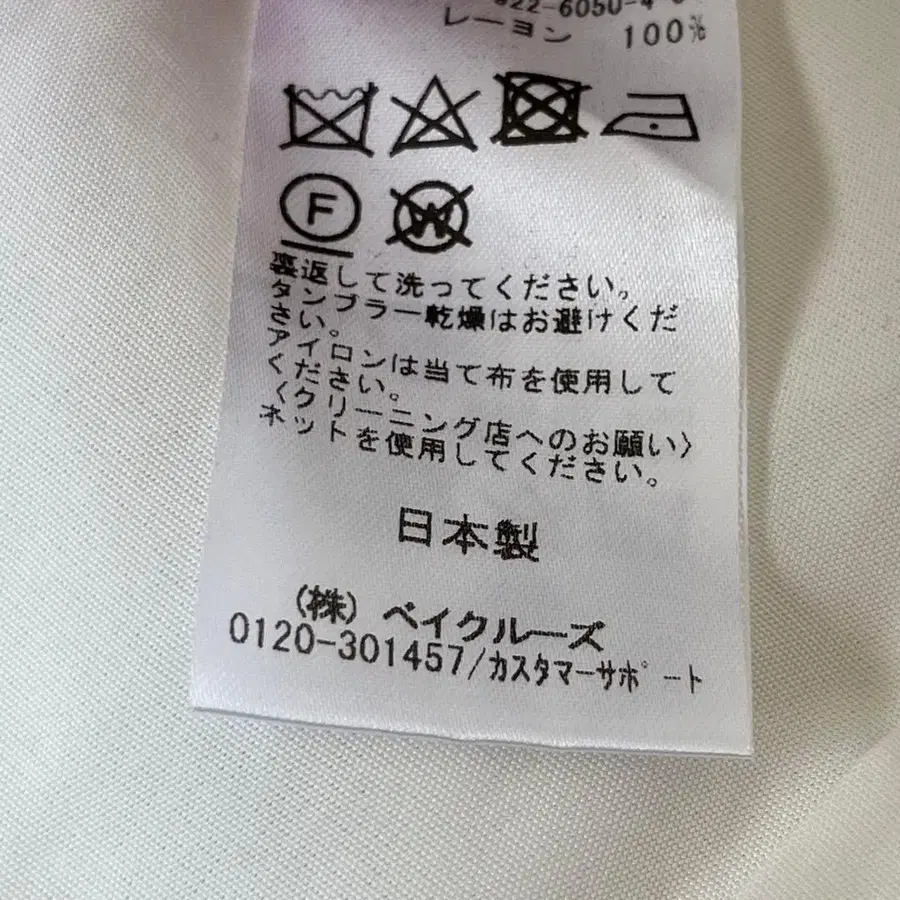 レーヨン 100%
F
W
裏返して洗ってください。
タンブラー乾燥はお避けくだ
さい。
アイロンは当て布を使用して
ください。
〈クリーニング店へのお願い〉
ネットを使用してください。
日本製
(株) ベイクルーズ
0120-301457/カスタマーサポート